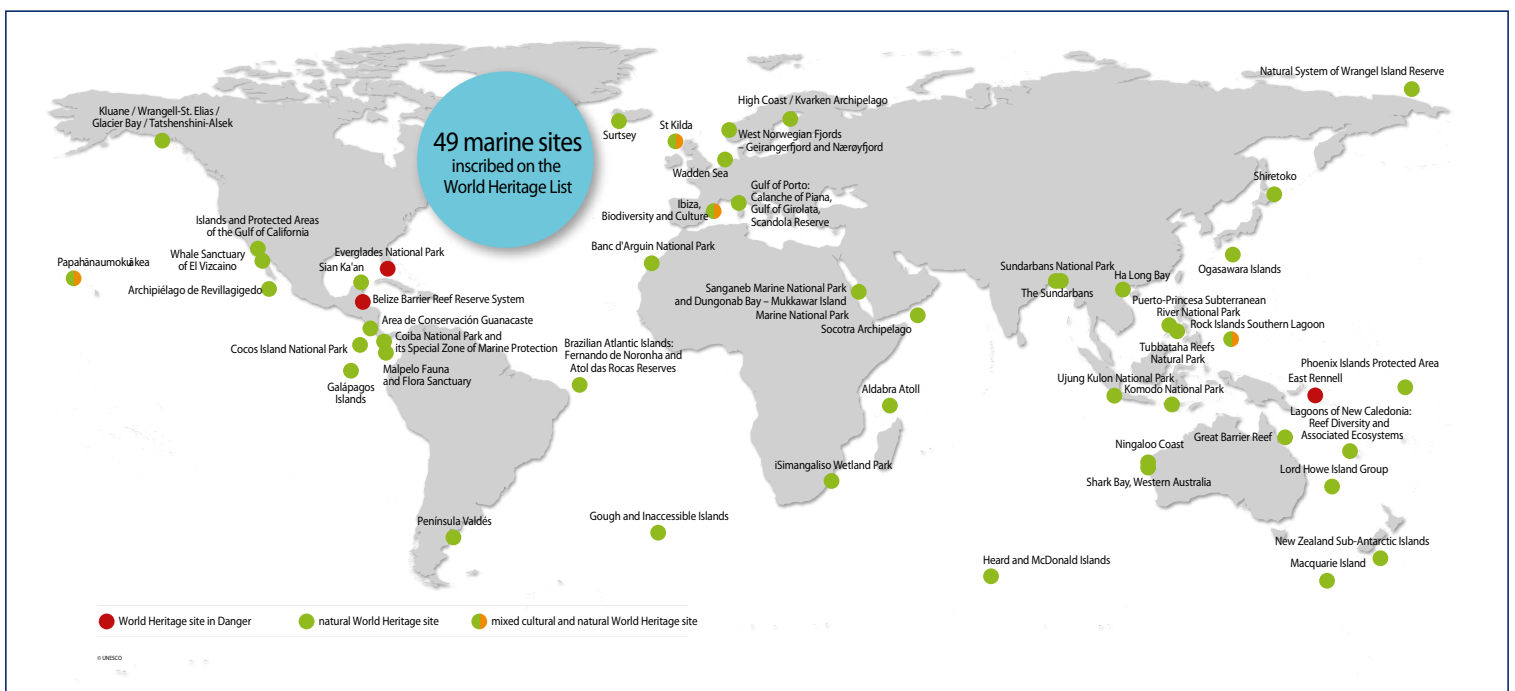 Natural System of Wrangel Island Reserve
Kluane / Wrangell-St. Elias /
Glacier Bay / Tatshenshini-Alsek
49 marine sites
inscribed on the
World Heritage List
Surtsey
St Kilda
High Coast / Kvarken Archipelago
West Norwegian Fjords
– Geirangerfjord and Nærøyfjord
Wadden Sea
Gulf of Porto:
Calanche of Piana,
Gulf of Girolata,
Scandola Reserve
Ibiza,
Biodiversity and Culture
Shiretoko
Islands and Protected Areas
of the Gulf of California
Whale Sanctuary
of El Vizcaino
Archipiélago de Revillagigedo
Papahānaumokuākea
Everglades National Park
Sian Ka'an
Belize Barrier Reef Reserve System
Area de Conservación Guanacaste
Coiba National Park and
its Special Zone of Marine Protection
Cocos Island National Park
Malpelo Fauna
and Flora Sanctuary
Galápagos
Islands
Brazilian Atlantic Islands:
Fernando de Noronha and
Atol das Rocas Reserves
Banc d'Arguin National Park
Sanganeb Marine National Park
and Dungonab Bay – Mukkawar Island
Marine National Park
Socotra Archipelago
Aldabra Atoll
iSimangaliso Wetland Park
Ogasawara Islands
Sundarbans National Park
The Sundarbans
Ha Long Bay
Puerto-Princesa Subterranean
River National Park
Rock Islands Southern Lagoon
Tubbataha Reefs
Natural Park
Ujung Kulon National Park
Komodo National Park
Phoenix Islands Protected Area
East Rennell
Lagoons of New Caledonia:
Reef Diversity and
Associated Ecosystems
Great Barrier Reef
Ningaloo Coast
Shark Bay, Western Australia
Lord Howe Island Group
Península Valdés
Gough and Inaccessible Islands
Heard and McDonald Islands
New Zealand Sub-Antarctic Islands
Macquarie Island
World Heritage site in Danger
natural World Heritage site
mixed cultural and natural World Heritage site
© UNESCO